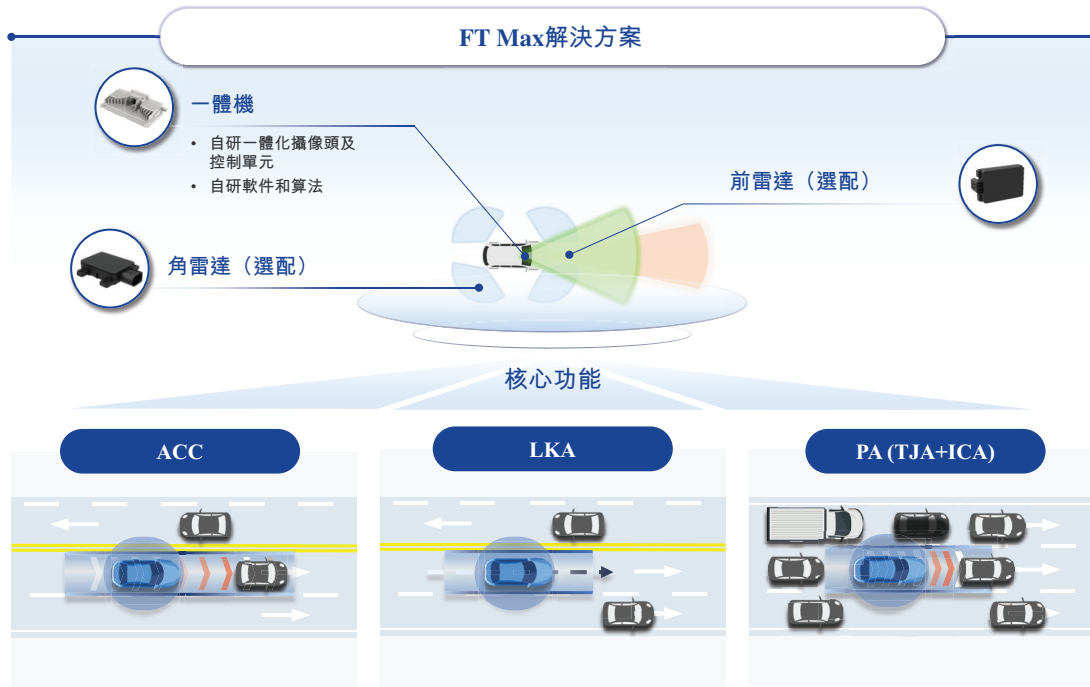 FT Max解決方案
一體機
• 自研一體化攝像頭及
控制單元
• 自研軟件和算法
前雷達（選配）
角雷達（選配）
核心功能
ACC
LKA
PA (TJA+ICA)